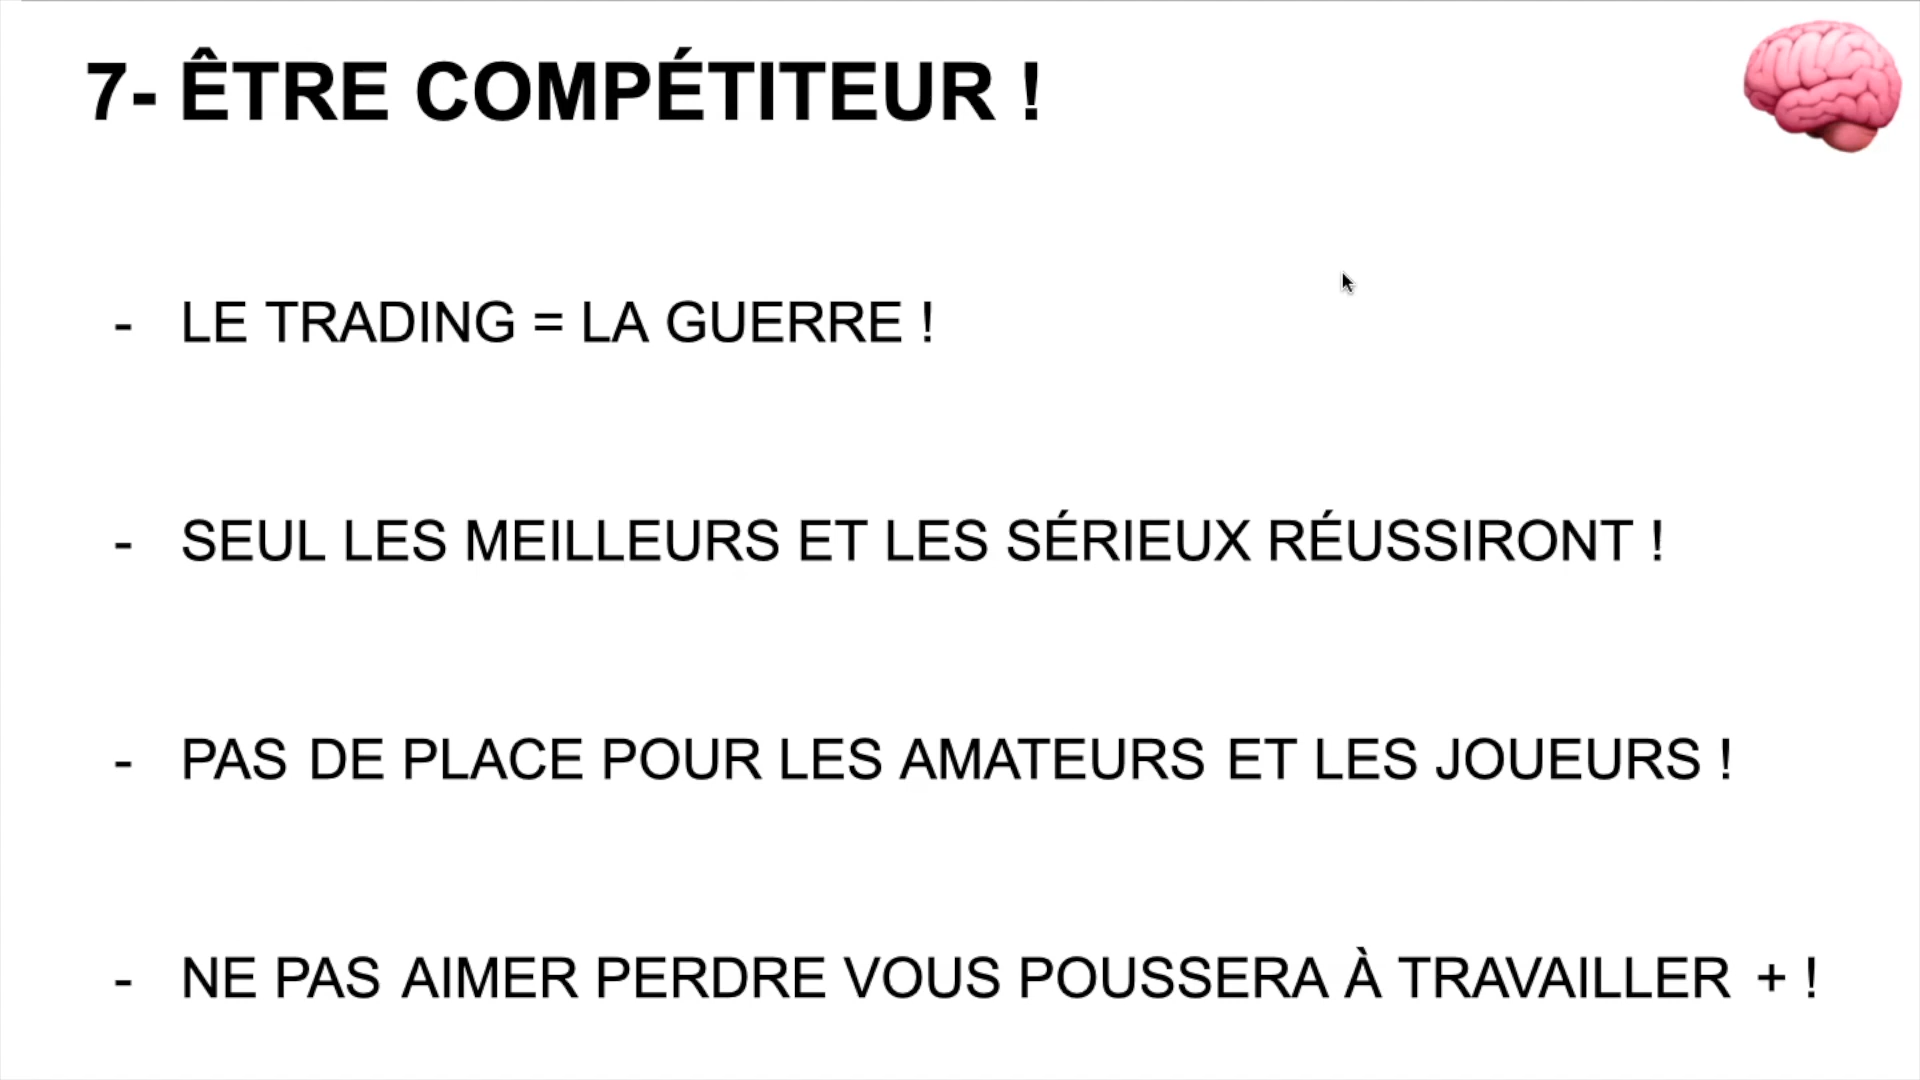 7- ÊTRE COMPÉTITEUR !
- LE TRADING = LA GUERRE !
- SEUL LES MEILLEURS ET LES SÉRIEUX RÉUSSIRONT !
- PAS DE PLACE POUR LES AMATEURS ET LES JOUEURS !
- NE PAS AIMER PERDRE VOUS POUSSERA À TRAVAILLER + !